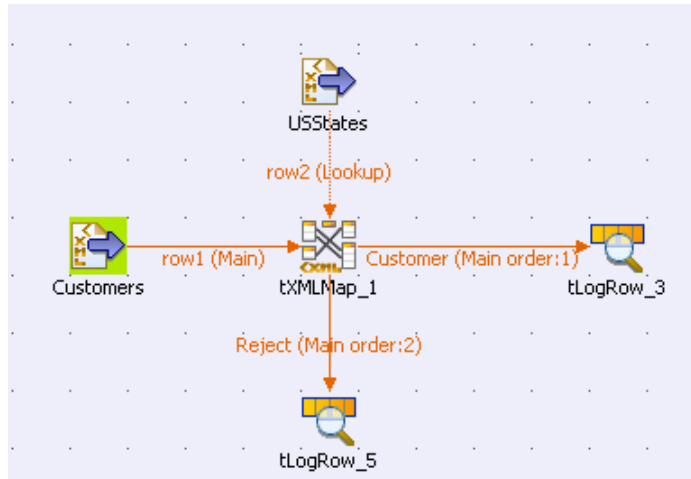 USStates
row2 (Lookup)
row1 (Main)
Customer (Main order:1)
Customers
tXMLMap_1
tLogRow_3
Reject (Main order:2)
tLogRow_5